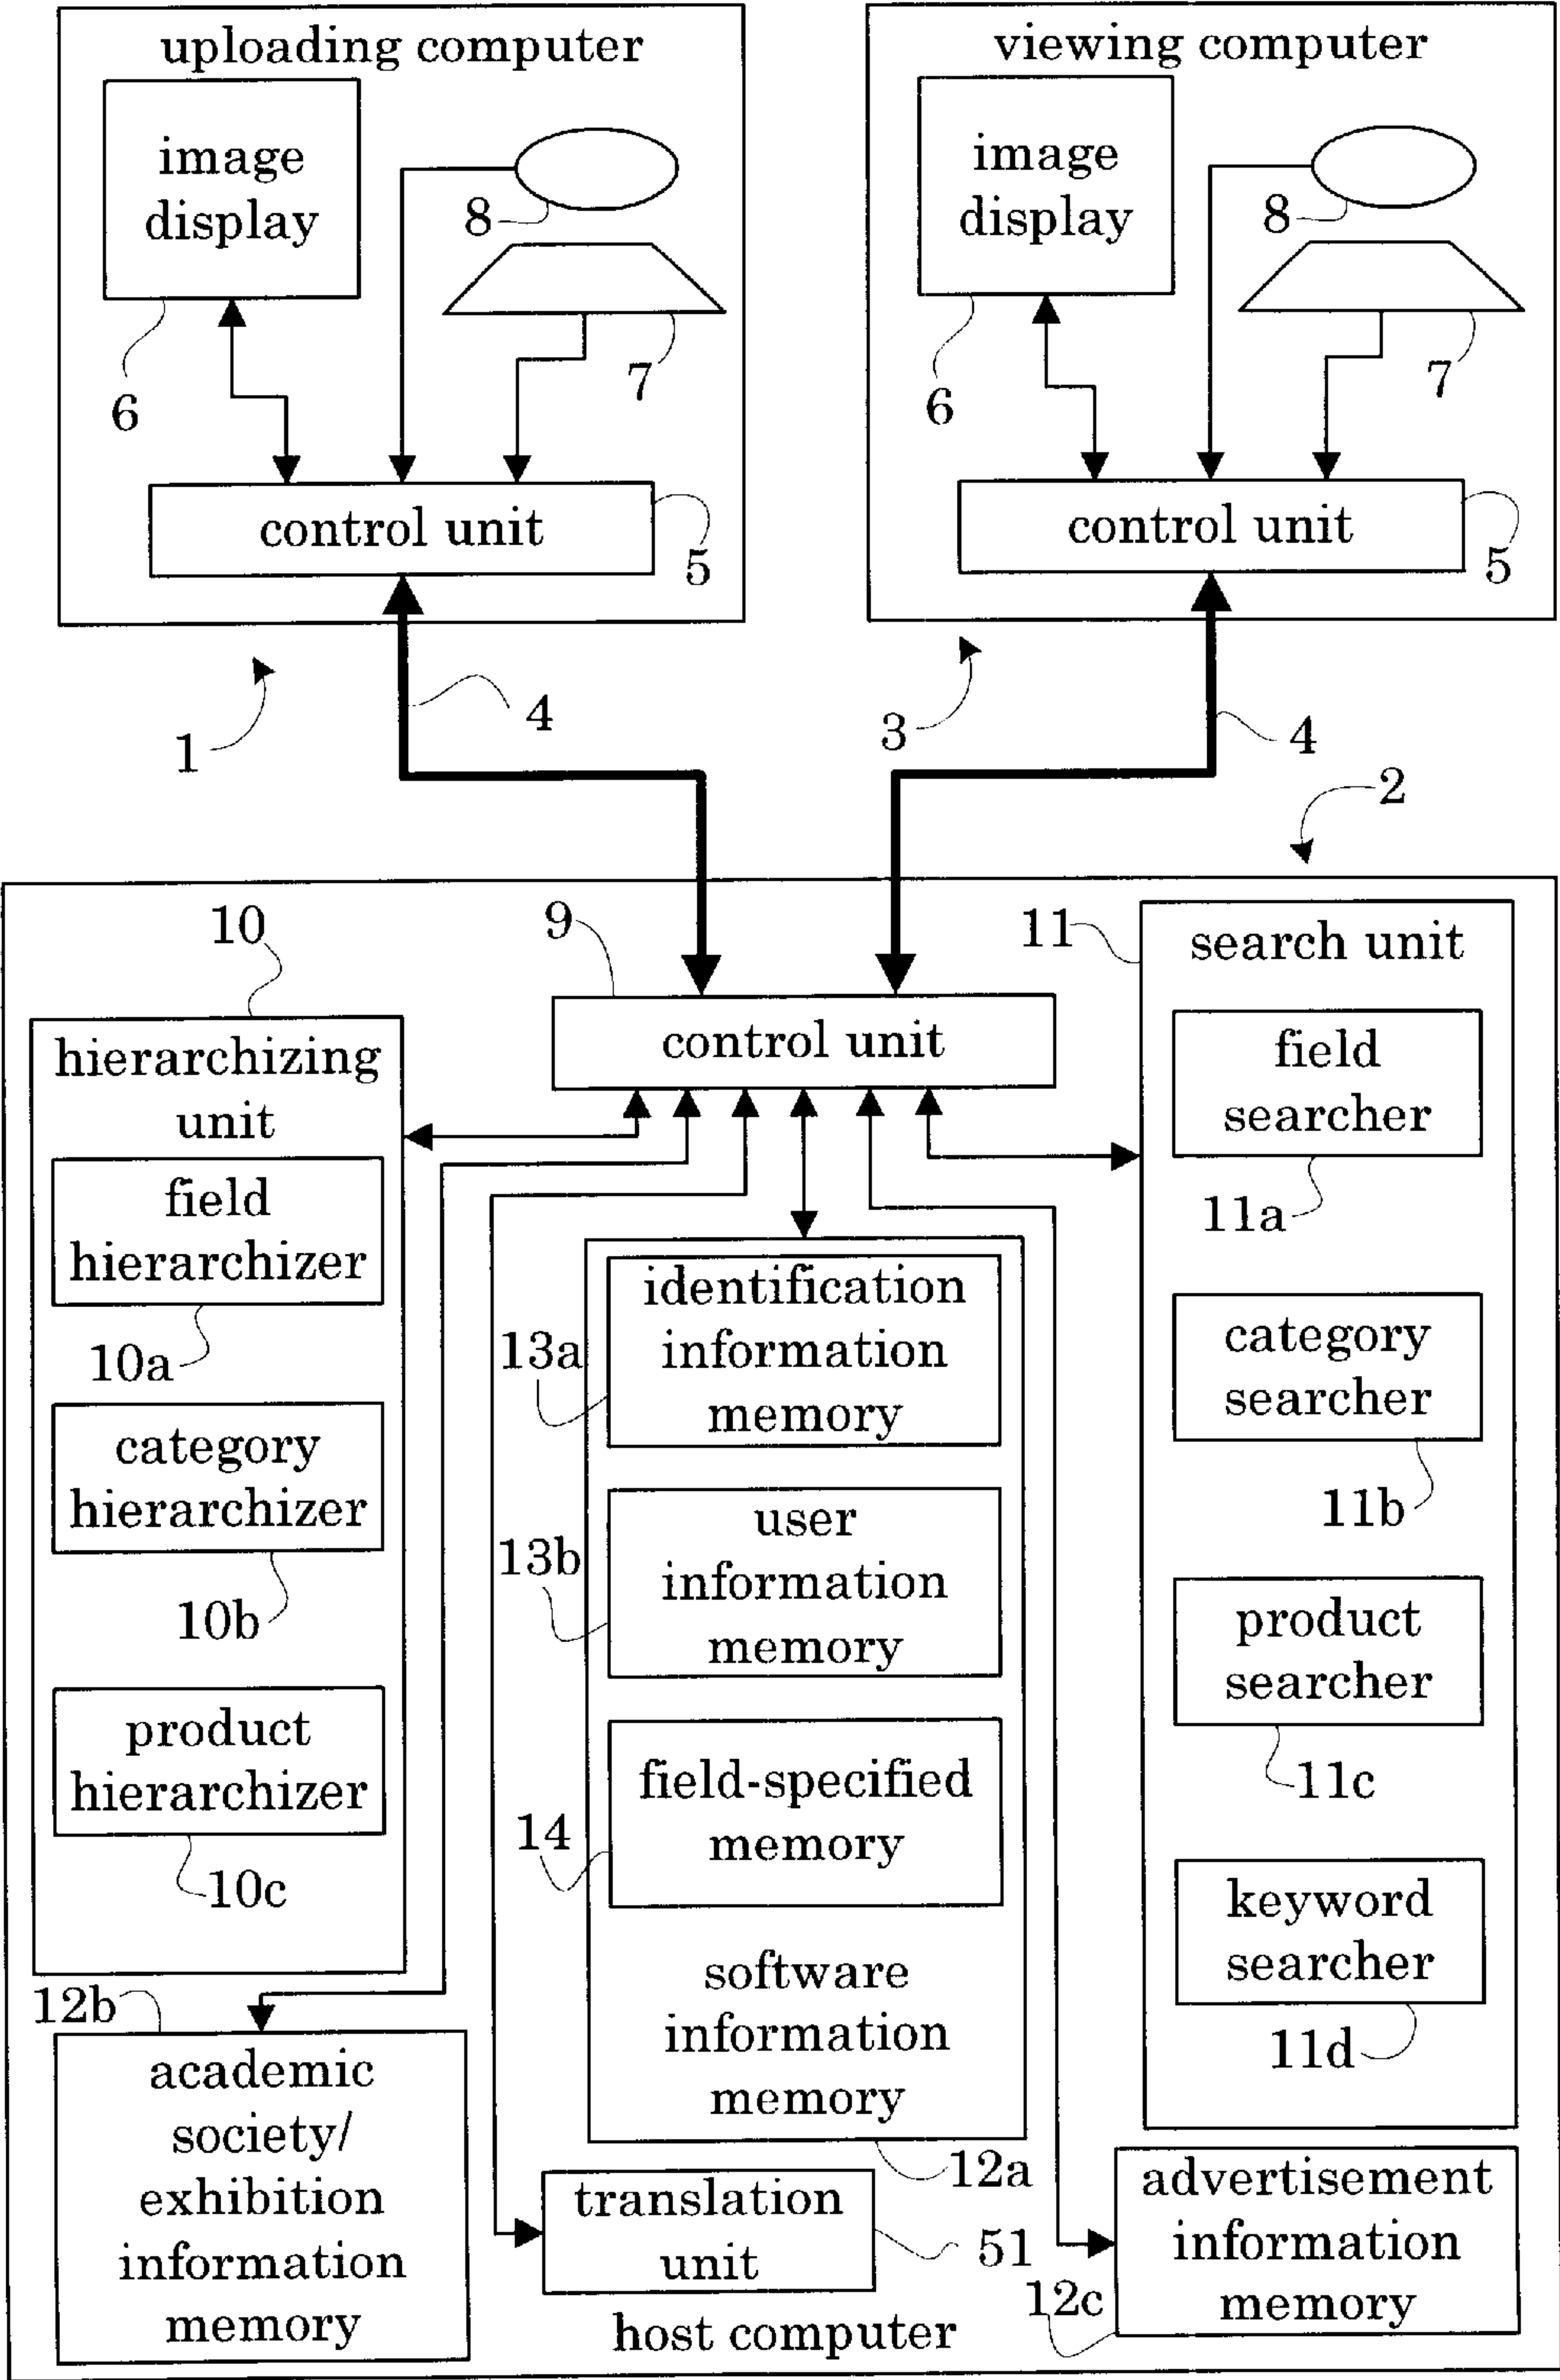 uploading computer
image
display
8
6
7
control unit
5
1
4
viewing computer
image
display
8
6
7
control unit
5
3
4
2
10
hierarchizing
unit
field
hierarchizer
10a
category
hierarchizer
10b
product
hierarchizer
10c
9
control unit
11
search unit
field
searcher
11a
category
searcher
11b
product
searcher
11c
keyword
searcher
11d
13a
identification
information
memory
13b
user
information
memory
14
field-specified
memory
software
information
memory
12a
12b
academic
society/
exhibition
information
memory
translation
unit
51
12c
advertisement
information
memory
host computer